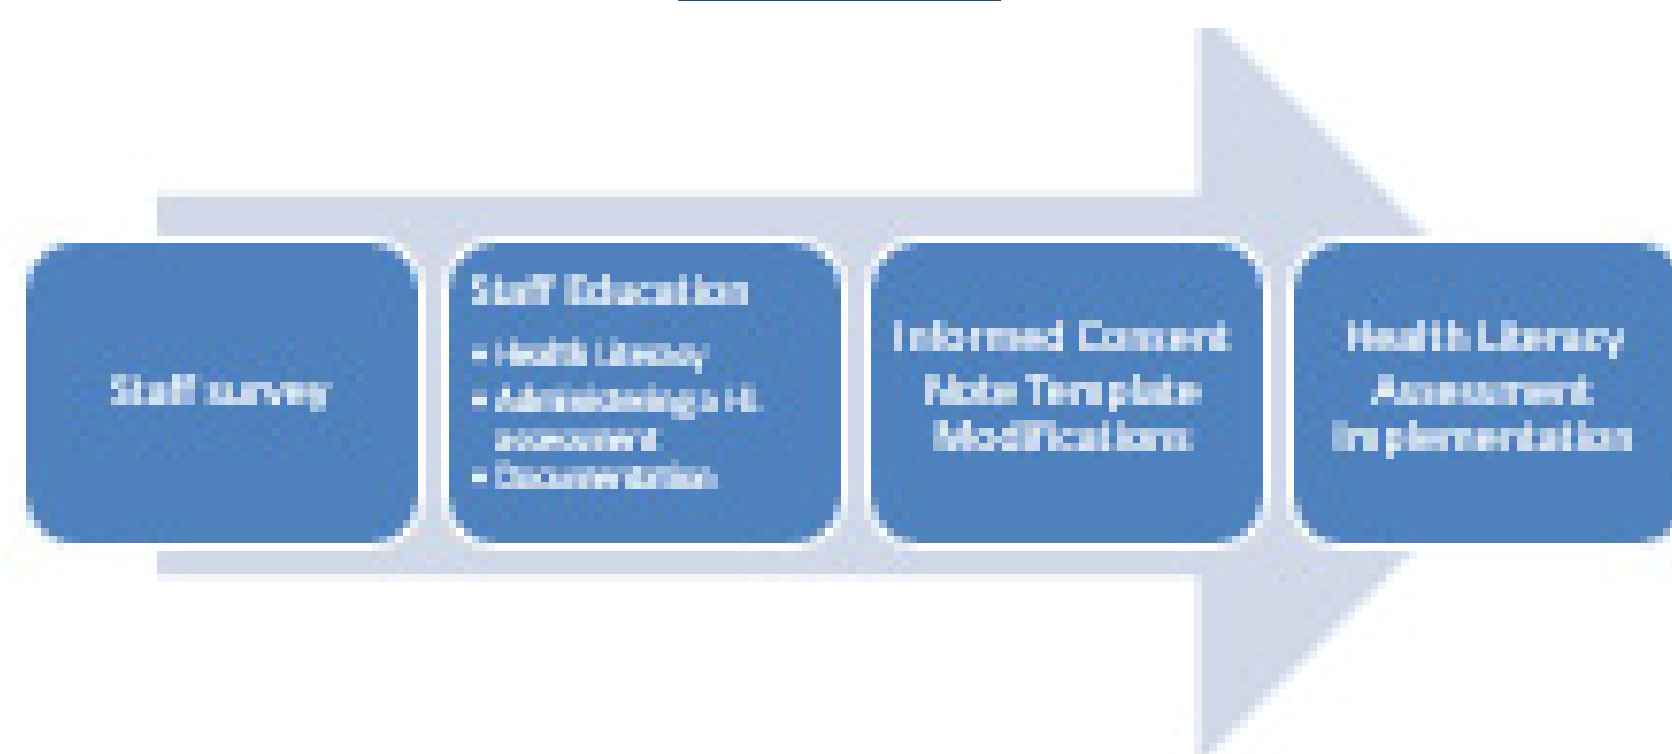 Staff survey
Staff Education
• Health Literacy
• Administering a HL
assessment
• Documentation
Informed Consent
Note Template
Modifications
Health Literacy
Assessment
Implementation